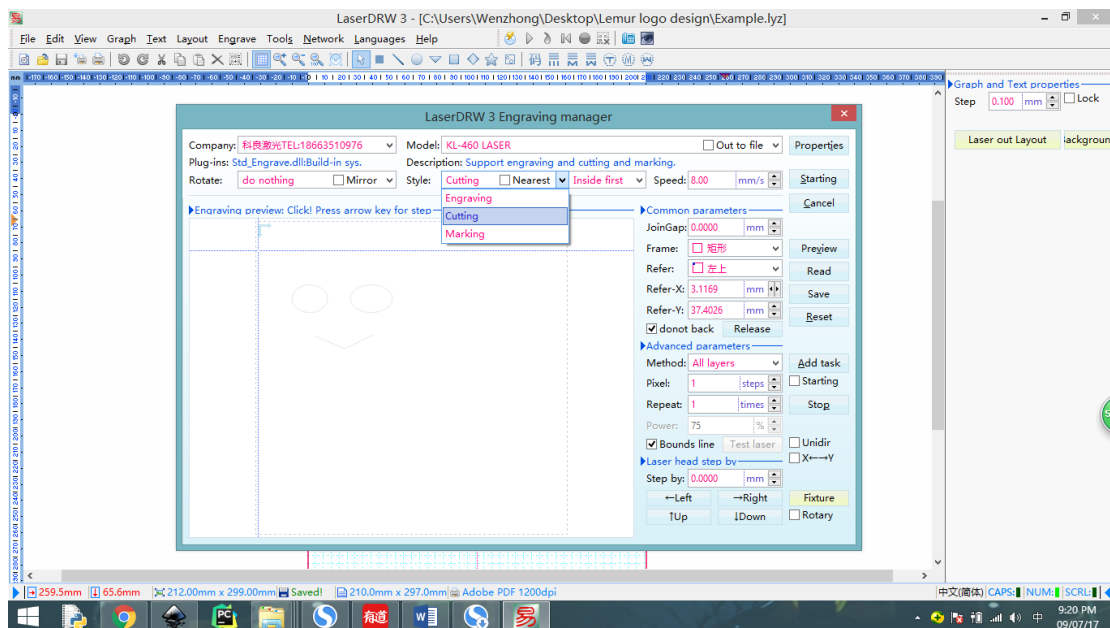 LaserDRW 3 - [C:\Users\Wenzhong\Desktop\Lemur logo design\Example.lyz]
File Edit View Graph Text Layout Engrave Tools Network Languages Help
Graph and Text properties
Step 0.100 mm Lock
Laser out Layout Backgroun
LaserDRW 3 Engraving manager
Company: 科良激光TEL:18663510976 Model: KL-460 LASER Out to file Properties
Plug-ins: Std_Engrave.dll:Build-in sys. Description: Support engraving and cutting and marking.
Rotate: do nothing Mirror Style: Cutting Nearest Inside first Speed: 8.00 mm/s Starting
Engraving
Cutting
Marking
Cancel
Engraving preview: Click! Press arrow key for step
Common parameters
JoinGap: 0.0000 mm
Frame: 矩形 Preview
Refer: 左上 Read
Refer-X: 3.1169 mm Save
Refer-Y: 37.4026 mm Reset
donot back Release
Advanced parameters
Method: All layers Add task
Pixel: 1 steps Starting
Repeat: 1 times Stop
Power: 75 %
Bounds line Test laser Unidir
Laser head step by X←→Y
Step by: 0.0000 mm
←Left →Right Fixture
↑Up ↓Down Rotary
259.5mm 65.6mm 212.00mm x 299.00mm Saved! 210.0mm x 297.0mm Adobe PDF 1200dpi 中文(简体) CAPS: NUM: SCRL:
PC 有道 W S 易 中 9:20 PM
09/07/17